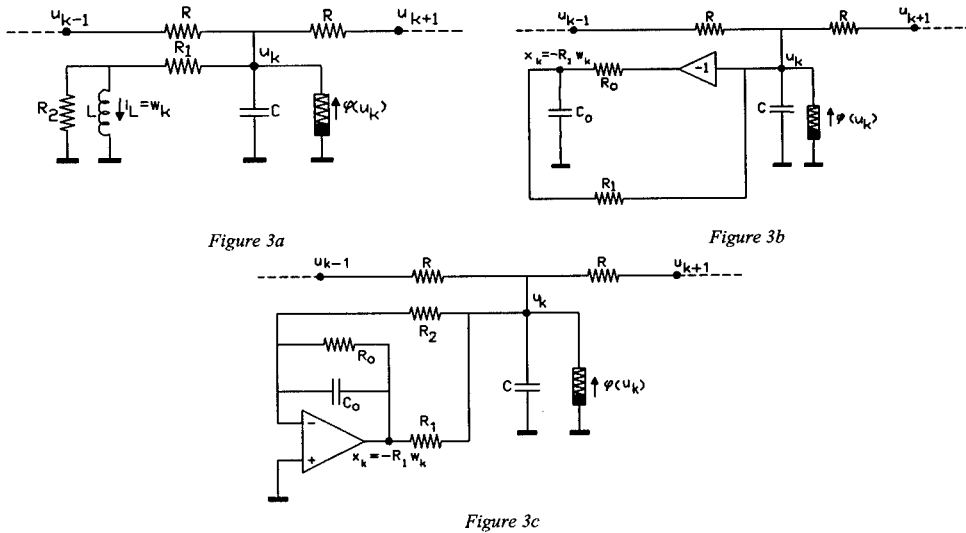 u_{k-1} R R u_{k+1}
R_1 u_k
R_2 L i_L=w_k C φ(u_k)
Figure 3a
u_{k-1} R R u_{k+1}
x_k=-R_1 w_k -1 u_k
R_0
C_0 C φ(u_k)
R_1
Figure 3b
u_{k-1} R R u_{k+1}
u_k
R_2
R_0
C φ(u_k)
C_0
- R_1
+ x_k=-R_1 w_k
Figure 3c